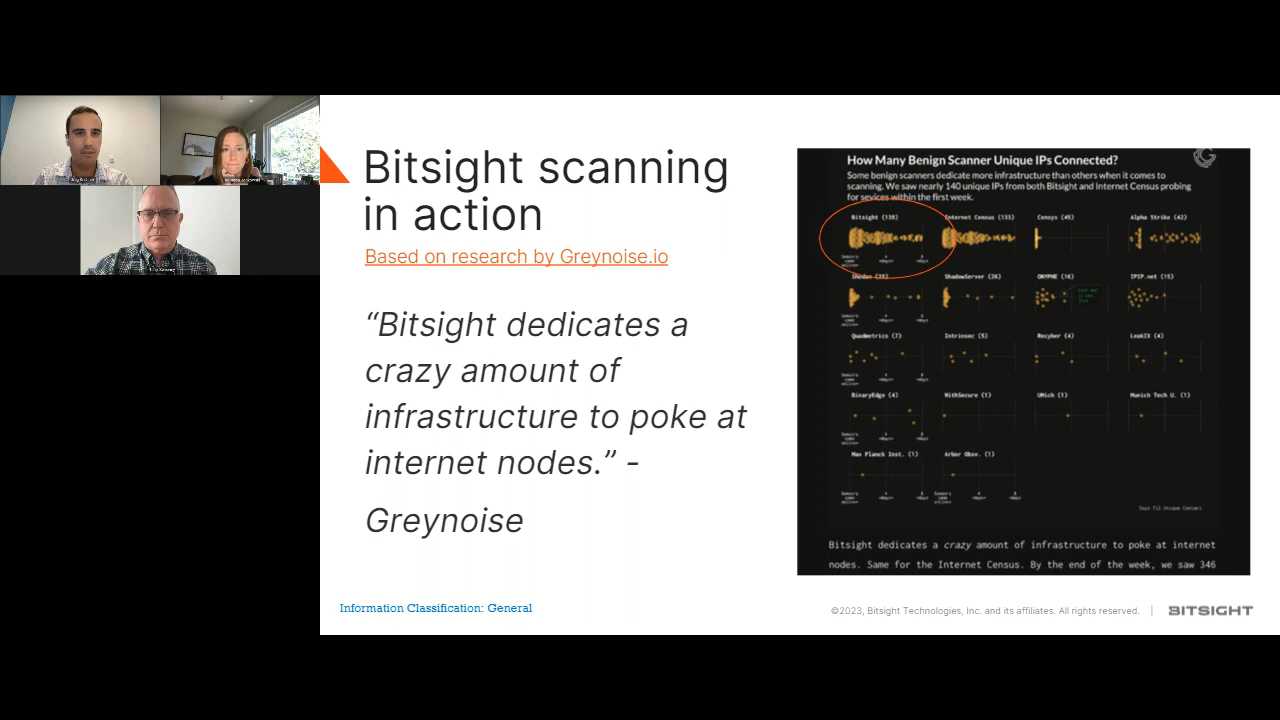 Bitsight scanning
in action
Based on research by Greynoise.io
“Bitsight dedicates a
crazy amount of
infrastructure to poke at
internet nodes.” -
Greynoise
How Many Benign Scanner Unique IPs Connected?
Some benign scanners dedicate more infrastructure than others when it comes to
scanning. We saw nearly 140 unique IPs from both Bitsight and Internet Census probing
for sevices within the first week.
Bitsight (138) Internet Census (133) Censys (45) Alpha Strike (42)
Shodan (35) ShadowServer (26) ONYPHE (16) IPIP.net (15)
Quadmetrics (7) Intrinsec (5) Recyber (4) LeakIX (4)
BinaryEdge (4) WithSecure (1) UMich (1) Munich Tech U. (1)
Max Planck Inst. (1) Arbor Obsv. (1)
Days Til Unique Contact
Bitsight dedicates a crazy amount of infrastructure to poke at internet
nodes. Same for the Internet Census. By the end of the week, we saw 346
Information Classification: General
©2023, Bitsight Technologies, Inc. and its affiliates. All rights reserved. | BITSIGHT